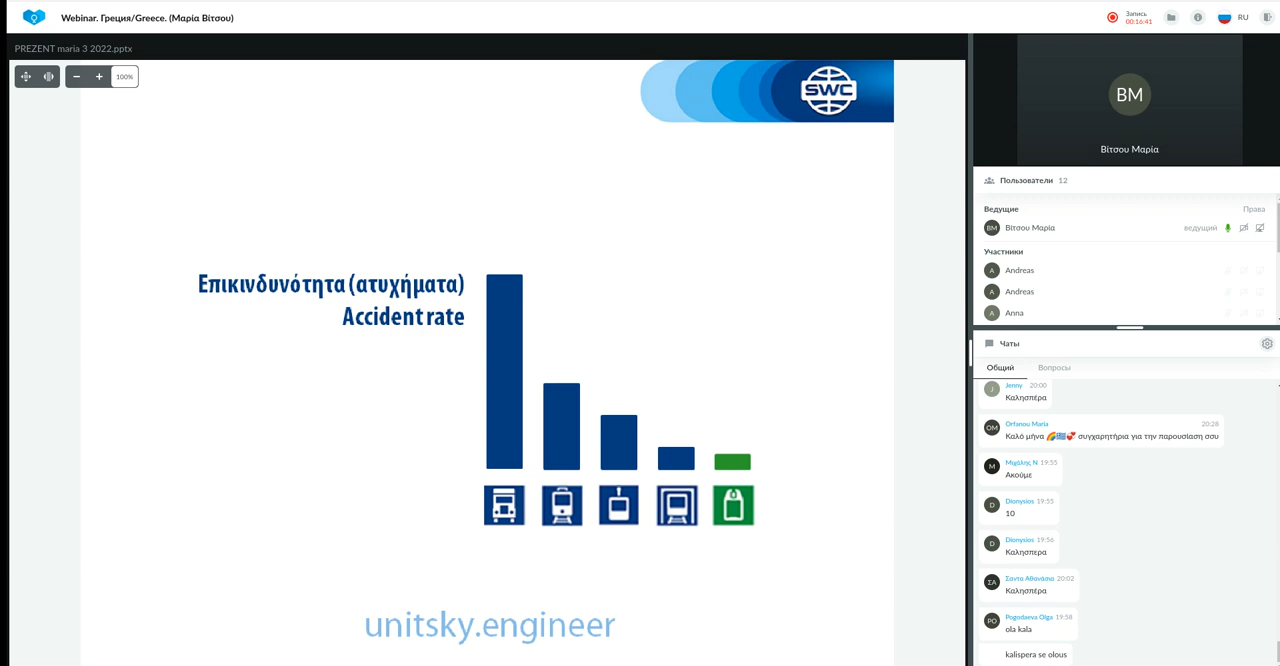 Webinar. Греция/Greece. (Μαρία Βίτσου)
Запись
00:16:41
RU
PREZENT maria 3 2022.pptx
100%
SWC
Επικινδυνότητα (ατυχήματα)
Accident rate
unitsky.engineer
BM
Βίτσου Μαρία
Пользователи 12
Ведущие Права
BM Βίτσου Μαρία ведущий
Участники
A Andreas
A Andreas
A Anna
Чаты
Общий Вопросы
J Jenny 20:00
Καλησπέρα
OM Orfanou Maria 20:28
Καλό μήνα 🌈🇬🇷💞 συγχαρητήρια για την παρουσίαση σου
M Μιχάλης Ν 19:55
Ακούμε
D Dionysios 19:55
10
D Dionysios 19:56
Καλησπερα
ΣΑ Σαντα Αθανάσια 20:02
Καλησπέρα
PO Pogodaeva Olga 19:58
ola kala
kalispera se olous